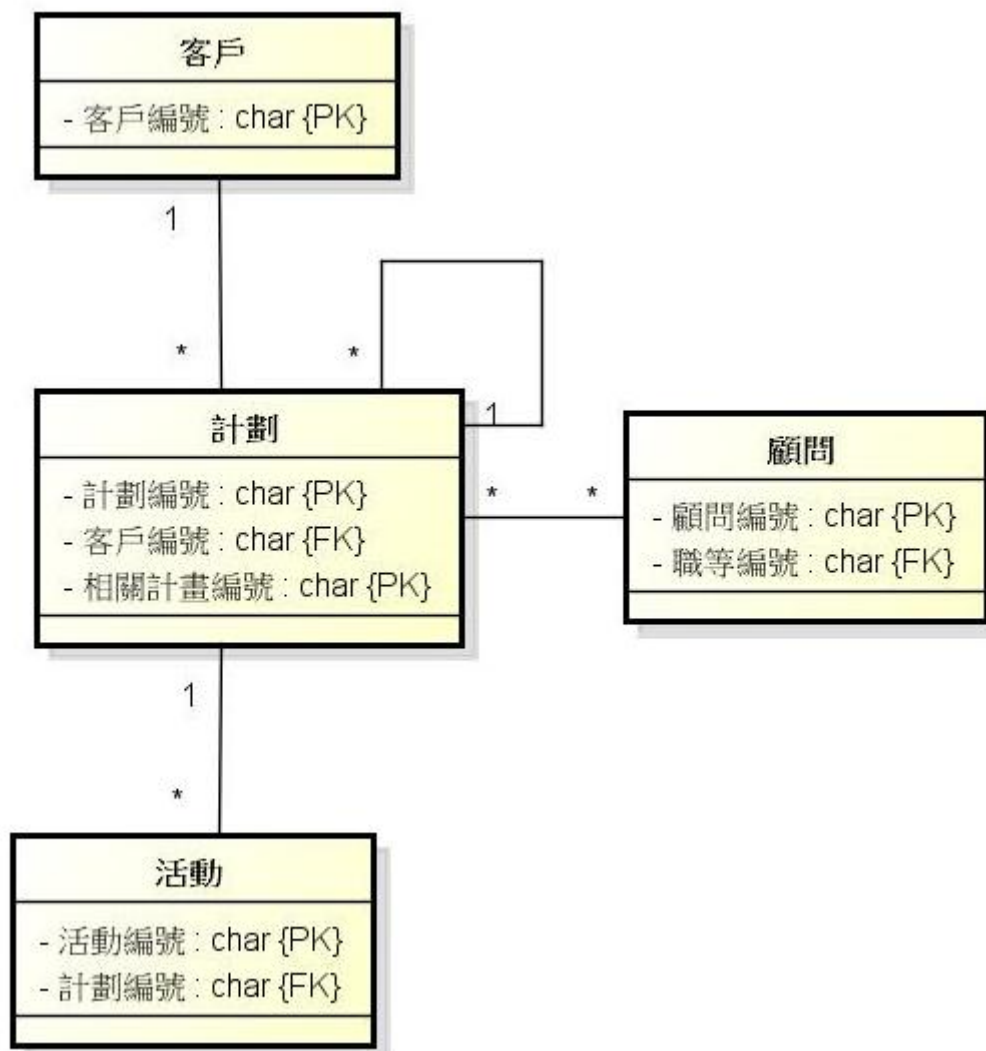 客戶
- 客戶編號 : char {PK}
1
*
*
1
計劃
- 計劃編號 : char {PK}
- 客戶編號 : char {FK}
- 相關計畫編號 : char {PK}
*
*
顧問
- 顧問編號 : char {PK}
- 職等編號 : char {FK}
1
*
活動
- 活動編號 : char {PK}
- 計劃編號 : char {FK}